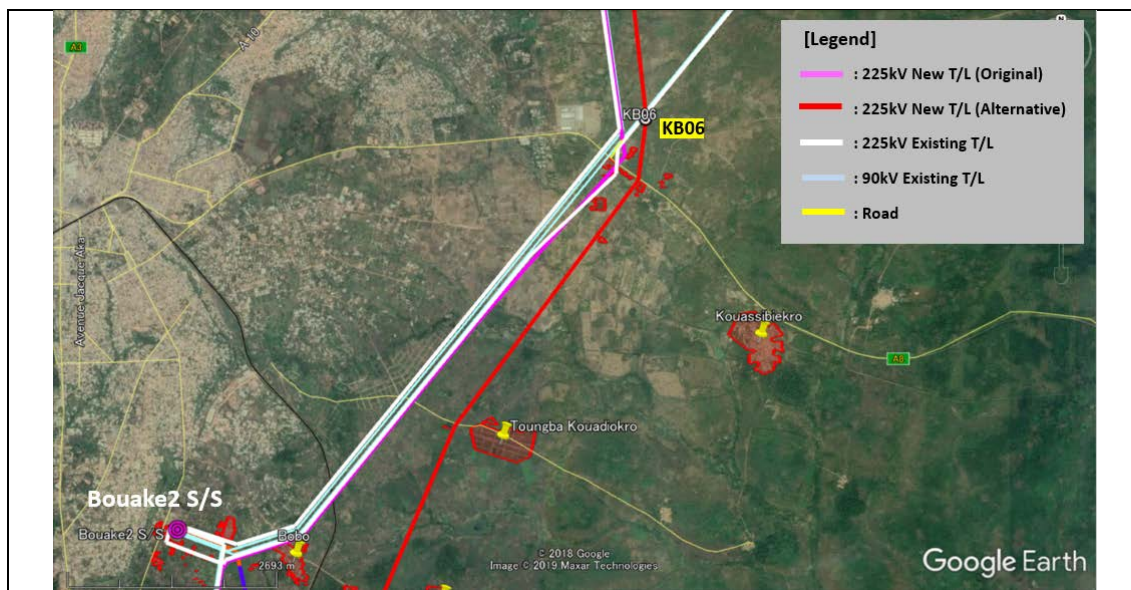 A3
A 10
[Legend]
: 225kV New T/L (Original)
: 225kV New T/L (Alternative)
: 225kV Existing T/L
: 90kV Existing T/L
: Road
KB06
KB06
Avenue Jacque Aka
Kouassibiekro
A8
Toungba Kouadiokro
Bouake2 S/S
Bouake2 S/S
Bobo
2693 m
© 2018 Google
Image © 2019 Maxar Technologies
Google Earth